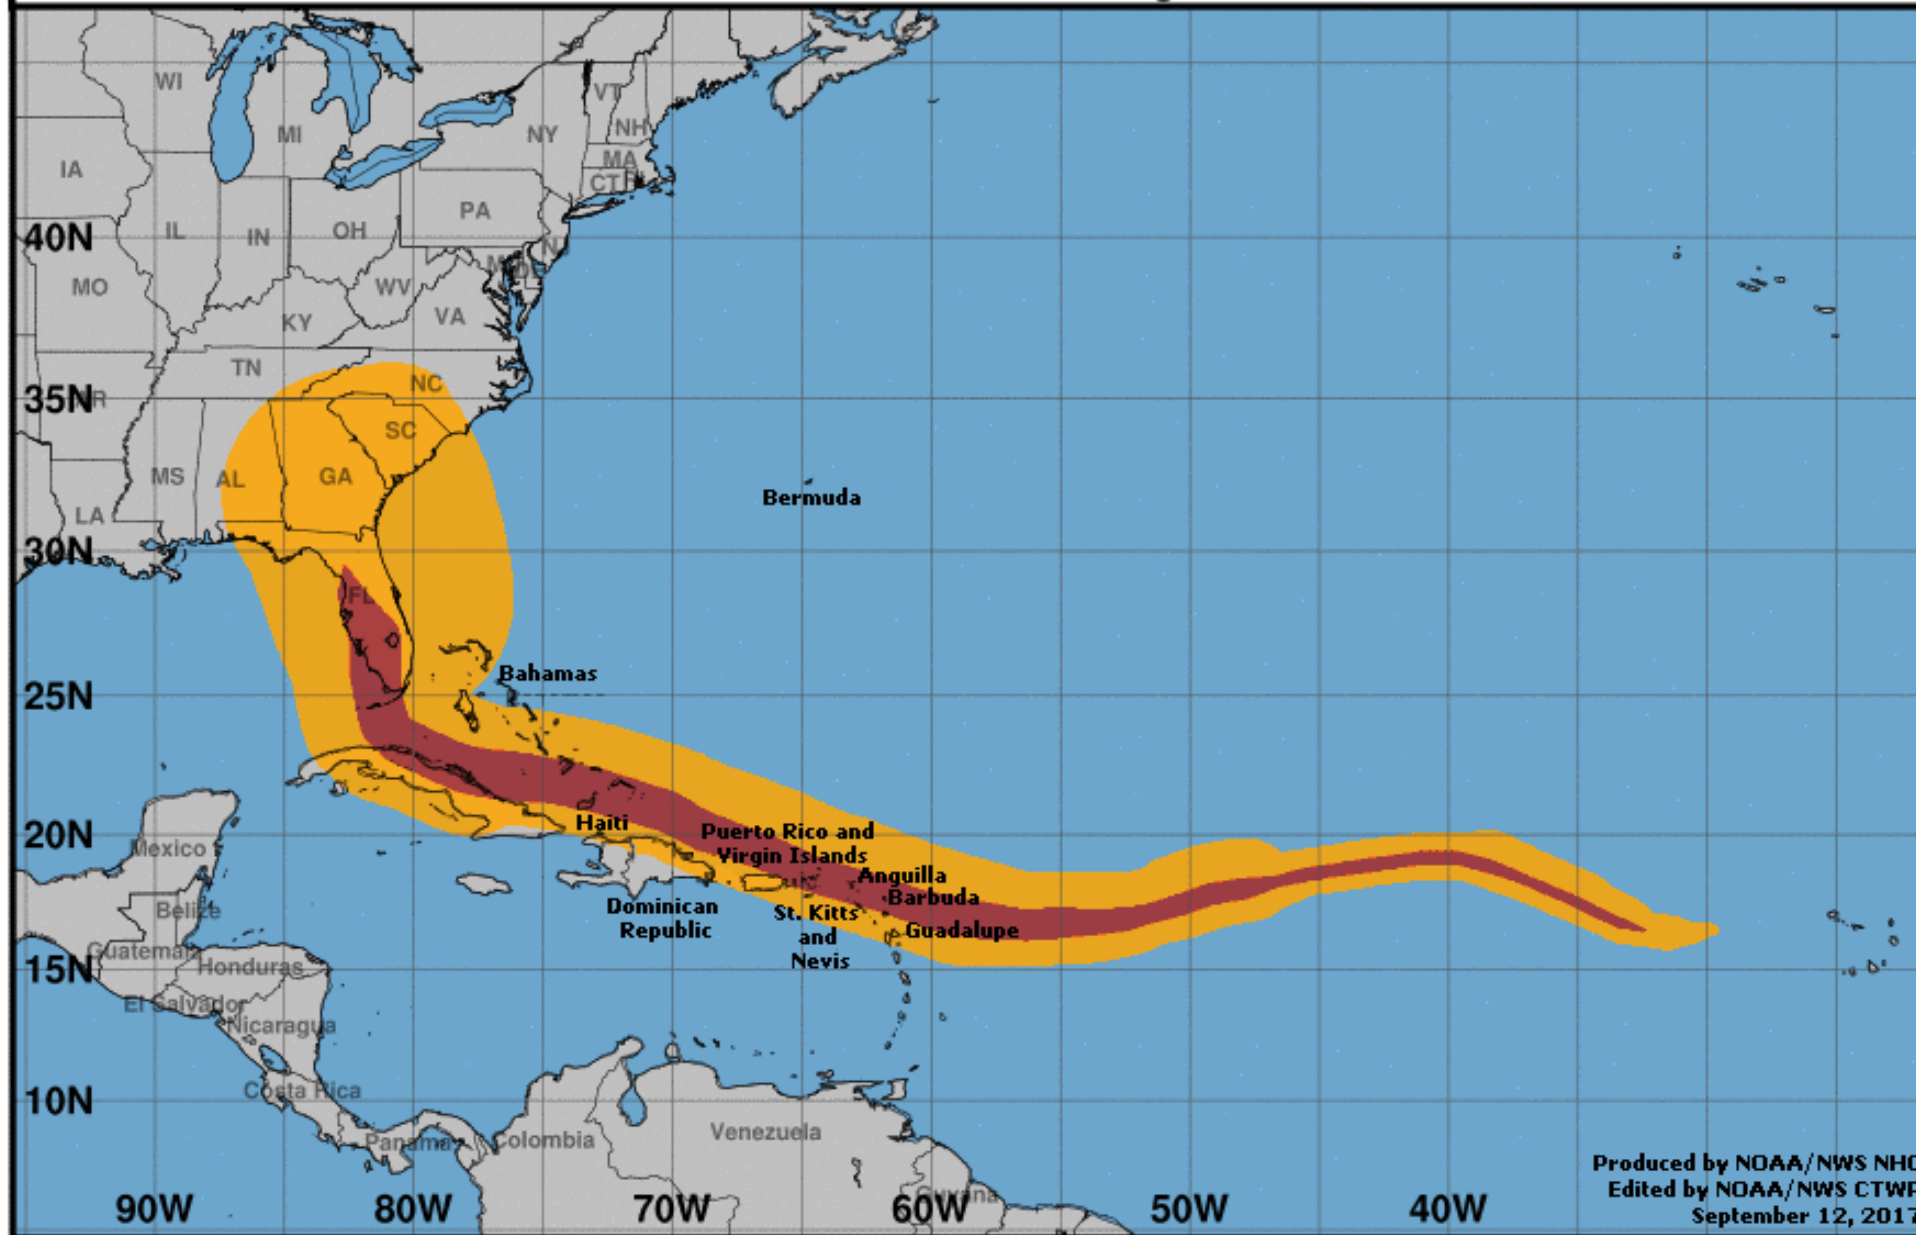 WI
MI
VT
NY
NH
MA
IA
CT
PA
IL
IN
OH
40N
MO
WV
VA
KY
TN
NC
35N
SC
MS
AL
GA
Bermuda
LA
30N
FL
Bahamas
25N
Haiti
20N
Puerto Rico and
Virgin Islands
Mexico
Anguilla
Barbuda
Belize
Dominican
Republic
St. Kitts
and
Nevis
Guadalupe
Guatemala
Honduras
15N
El Salvador
Nicaragua
Costa Rica
10N
Panama
Colombia
Venezuela
Guyana
90W
80W
70W
60W
50W
40W
Produced by NOAA/NWS NHC
Edited by NOAA/NWS CTWP
September 12, 2017